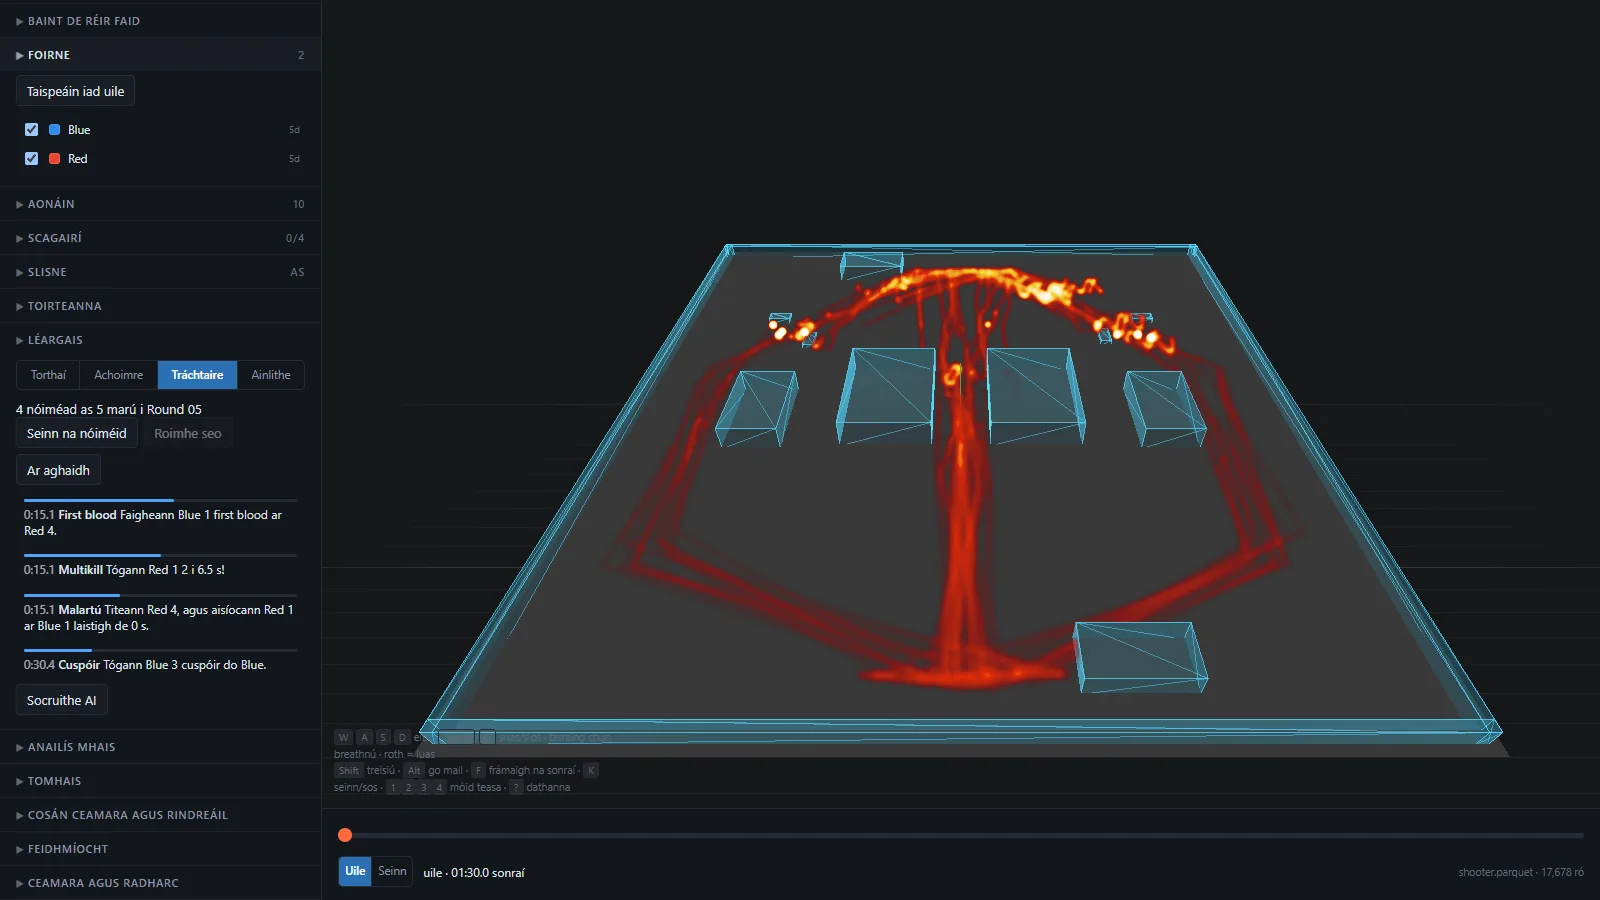 BAINT DE RÉIR FAID
FOIRNE 2
Taispeáin iad uile
Blue 5d
Red 5d
AONÁIN 10
SCAGAIRÍ 0/4
SLISNE AS
TOIRTEANNA
LÉARGAIS
Torthaí Achoimre Tráchtaire Ainlithe
4 nóiméad as 5 marú i Round 05
Seinn na nóiméid Roimhe seo
Ar aghaidh
0:15.1 First blood Faigheann Blue 1 first blood ar
Red 4.
0:15.1 Multikill Tógann Red 1 2 i 6.5 s!
0:15.1 Malartú Titeann Red 4, agus aisíocann Red 1
ar Blue 1 laistigh de 0 s.
0:30.4 Cuspóir Tógann Blue 3 cuspóir do Blue.
Socruithe AI
ANAILÍS MHAIS
TOMHAIS
COSÁN CEAMARA AGUS RINDREÁIL
FEIDHMÍOCHT
CEAMARA AGUS RADHARC
W A S D
breathnú · roth = luas
Shift treisiú · Alt go mall · F frámaigh na sonraí · K
seinn/sos · 1 2 3 4 móid teasa · ? dathanna
Uile Seinn uile · 01:30.0 sonraí
shooter.parquet · 17,678 ró